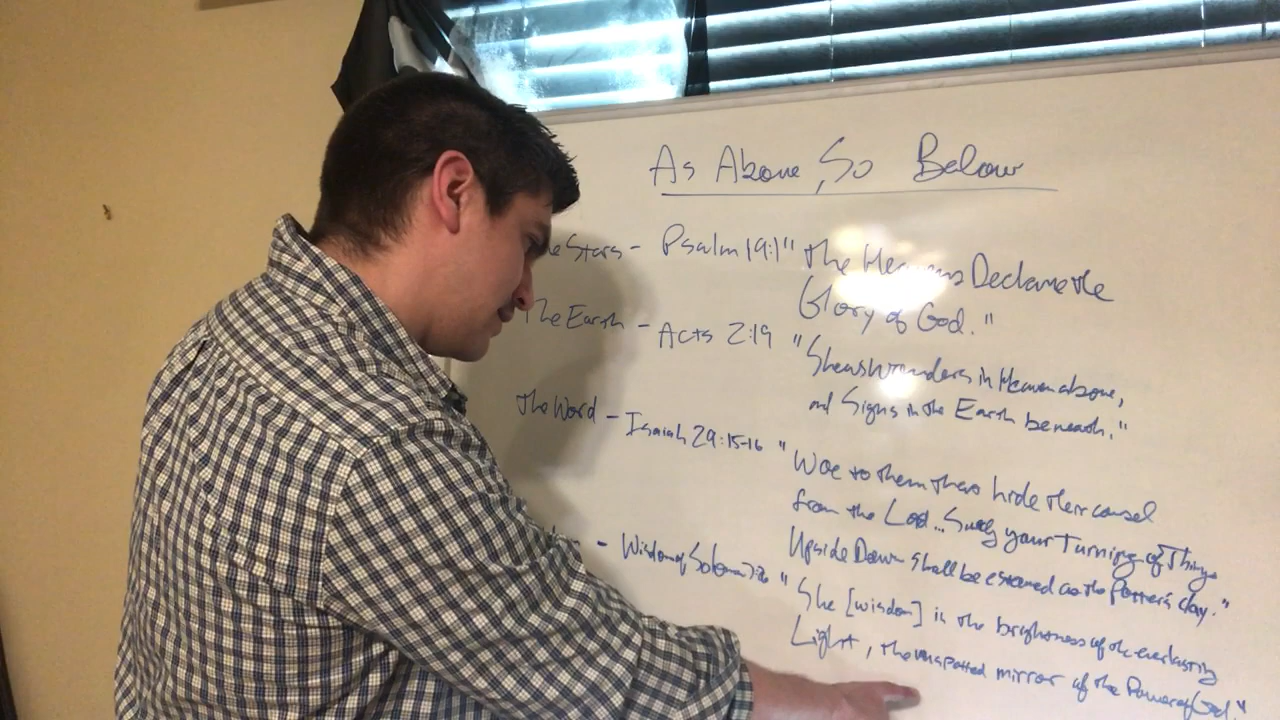 As Above, So Below
e Stars - Psalm 19:1 "The Heavens Declare the
Glory of God."
The Earth - Acts 2:19 "Shews wonders in Heaven above,
and Signs in the Earth beneath."
The Word - Isaiah 29:15-16 "Woe to them that hide their counsel
from the Lord... Surely your Turning of Things
Upside Down shall be esteemed as the Potter's clay."
- Wisdom of Solomon 7:26 "She [wisdom] is the brightness of the everlasting
Light, the unspotted mirror of the Power of God"